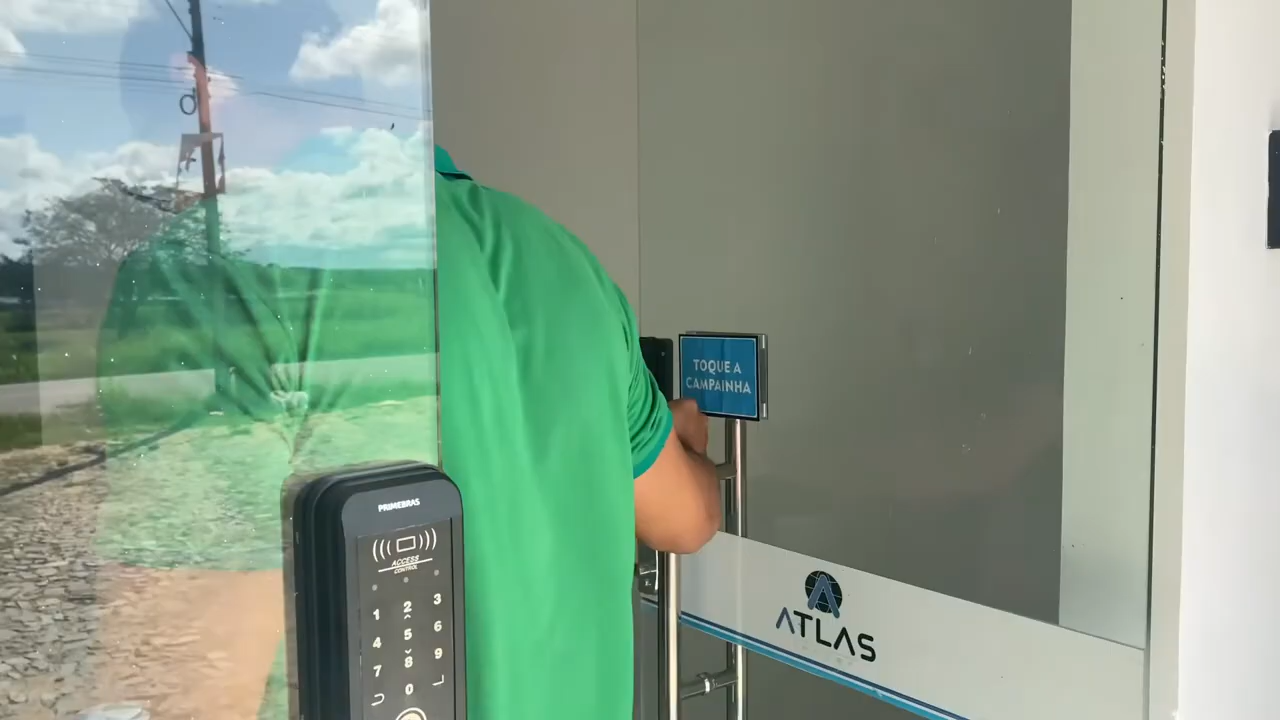 TOQUE A
CAMPAINHA
PRIMEBRAS
ACCESS
CONTROL
1 2 3
4 5 6
7 8 9
0
ATLAS